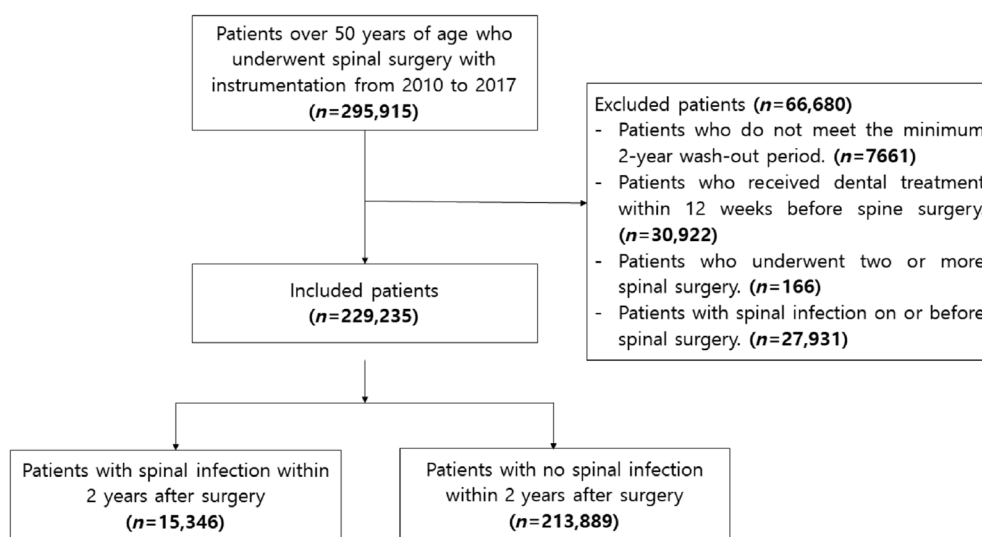 Patients over 50 years of age who
underwent spinal surgery with
instrumentation from 2010 to 2017
(n=295,915)
Excluded patients (n=66,680)
- Patients who do not meet the minimum
2-year wash-out period. (n=7661)
- Patients who received dental treatment
within 12 weeks before spine surgery.
(n=30,922)
- Patients who underwent two or more
spinal surgery. (n=166)
- Patients with spinal infection on or before
spinal surgery. (n=27,931)
Included patients
(n=229,235)
Patients with spinal infection within
2 years after surgery
(n=15,346)
Patients with no spinal infection
within 2 years after surgery
(n=213,889)